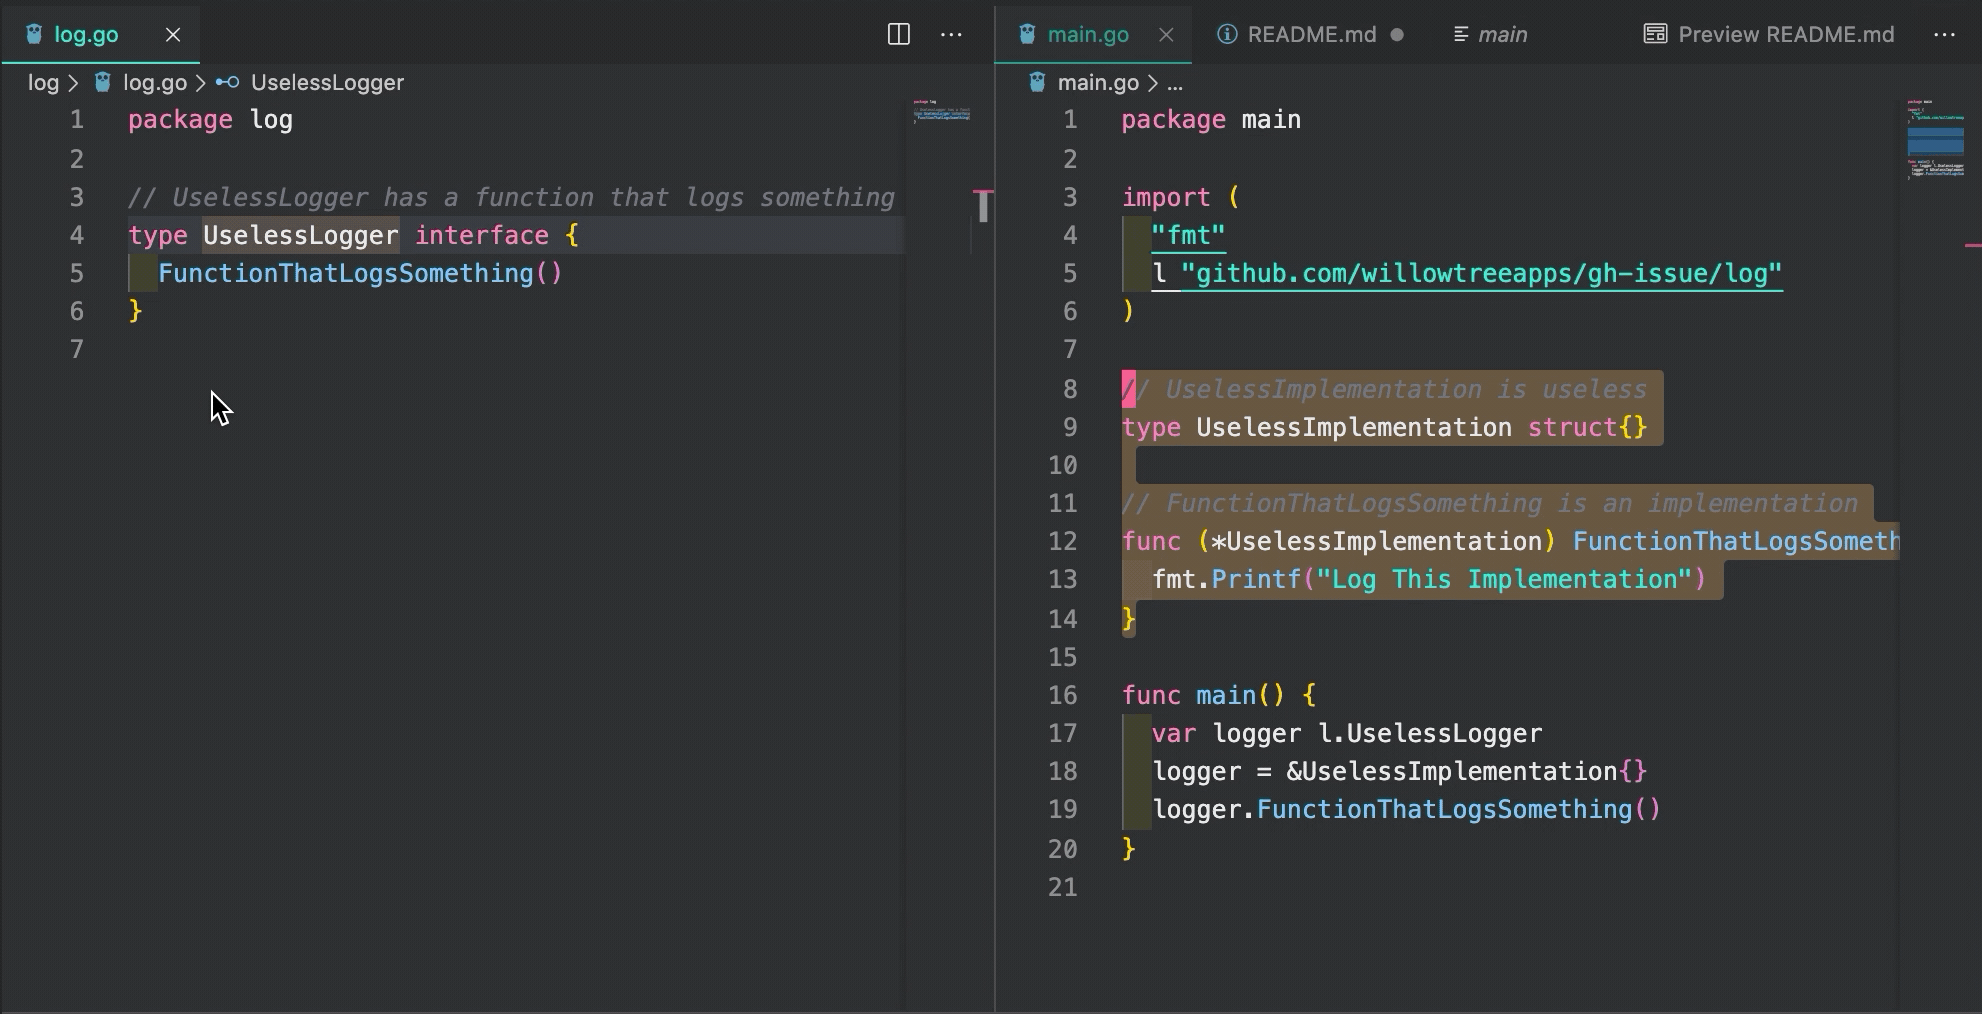 log.go
log > log.go > UselessLogger
1 package log
2
3 // UselessLogger has a function that logs something
4 type UselessLogger interface {
5 FunctionThatLogsSomething()
6 }
7
main.go README.md main Preview README.md ...
main.go > ...
1 package main
2
3 import (
4 "fmt"
5 l "github.com/willowtreeapps/gh-issue/log"
6 )
7
8 // UselessImplementation is useless
9 type UselessImplementation struct{}
10
11 // FunctionThatLogsSomething is an implementation
12 func (*UselessImplementation) FunctionThatLogsSometh
13 fmt.Printf("Log This Implementation")
14 }
15
16 func main() {
17 var logger l.UselessLogger
18 logger = &UselessImplementation{}
19 logger.FunctionThatLogsSomething()
20 }
21